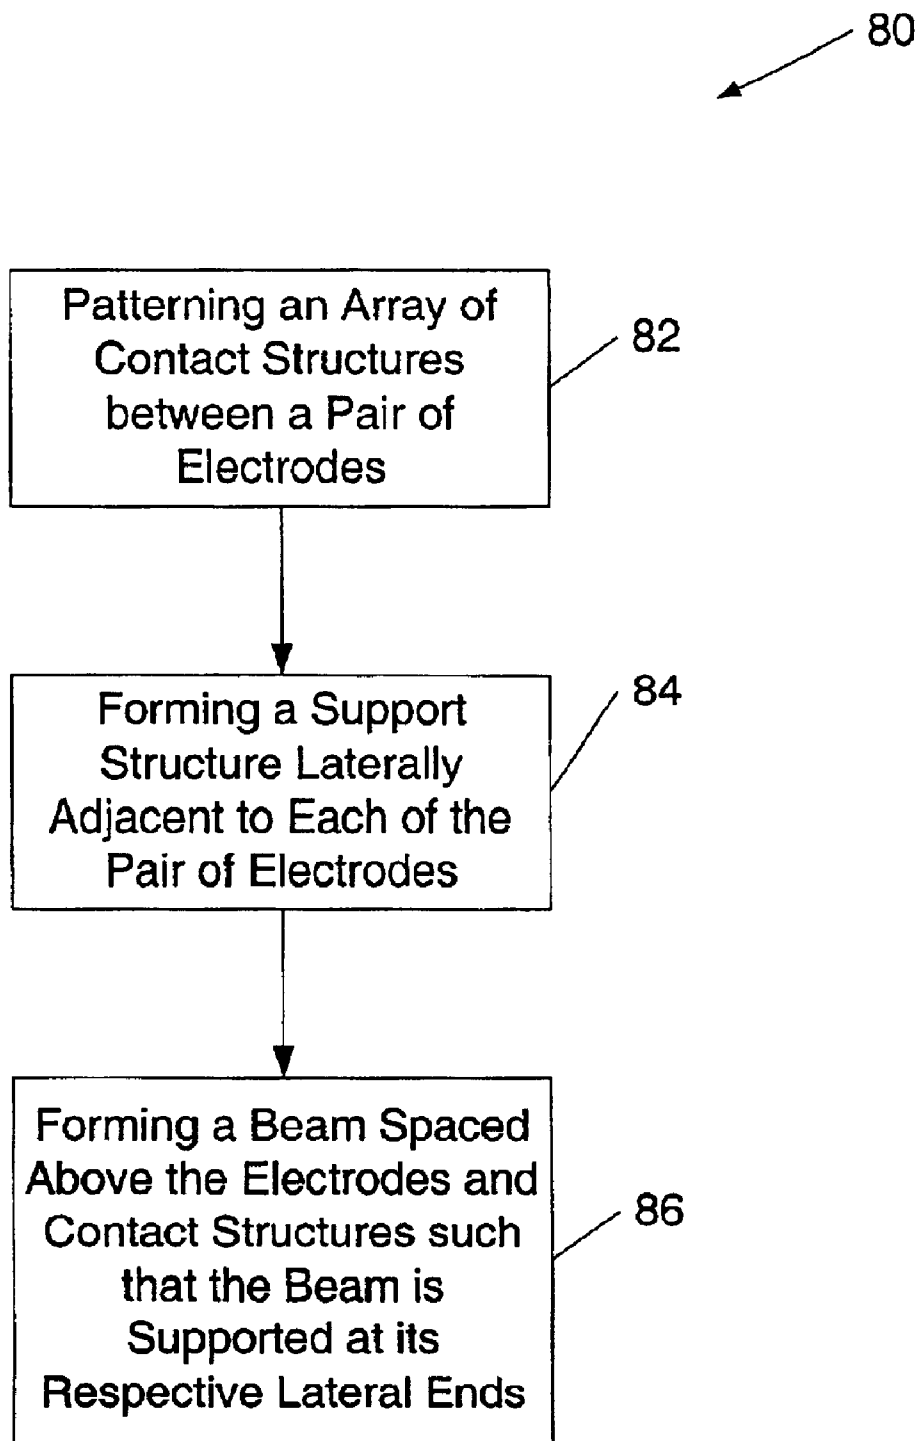 80
Patterning an Array of
Contact Structures
between a Pair of
Electrodes
82
Forming a Support
Structure Laterally
Adjacent to Each of the
Pair of Electrodes
84
Forming a Beam Spaced
Above the Electrodes and
Contact Structures such
that the Beam is
Supported at its
Respective Lateral Ends
86